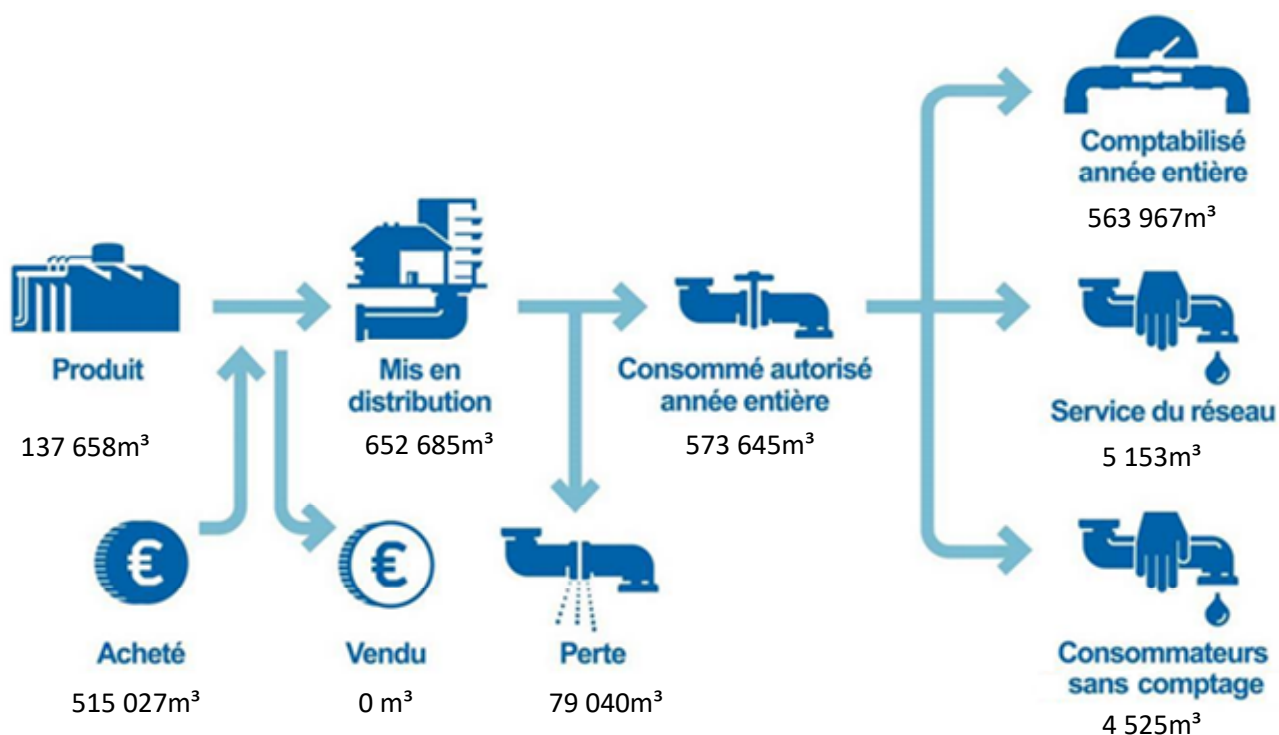 Comptabilisé
année entière
563 967m³
Produit
137 658m³
Mis en
distribution
652 685m³
Consommé autorisé
année entière
573 645m³
Service du réseau
5 153m³
€
Acheté
515 027m³
€
Vendu
0 m³
Perte
79 040m³
Consommateurs
sans comptage
4 525m³